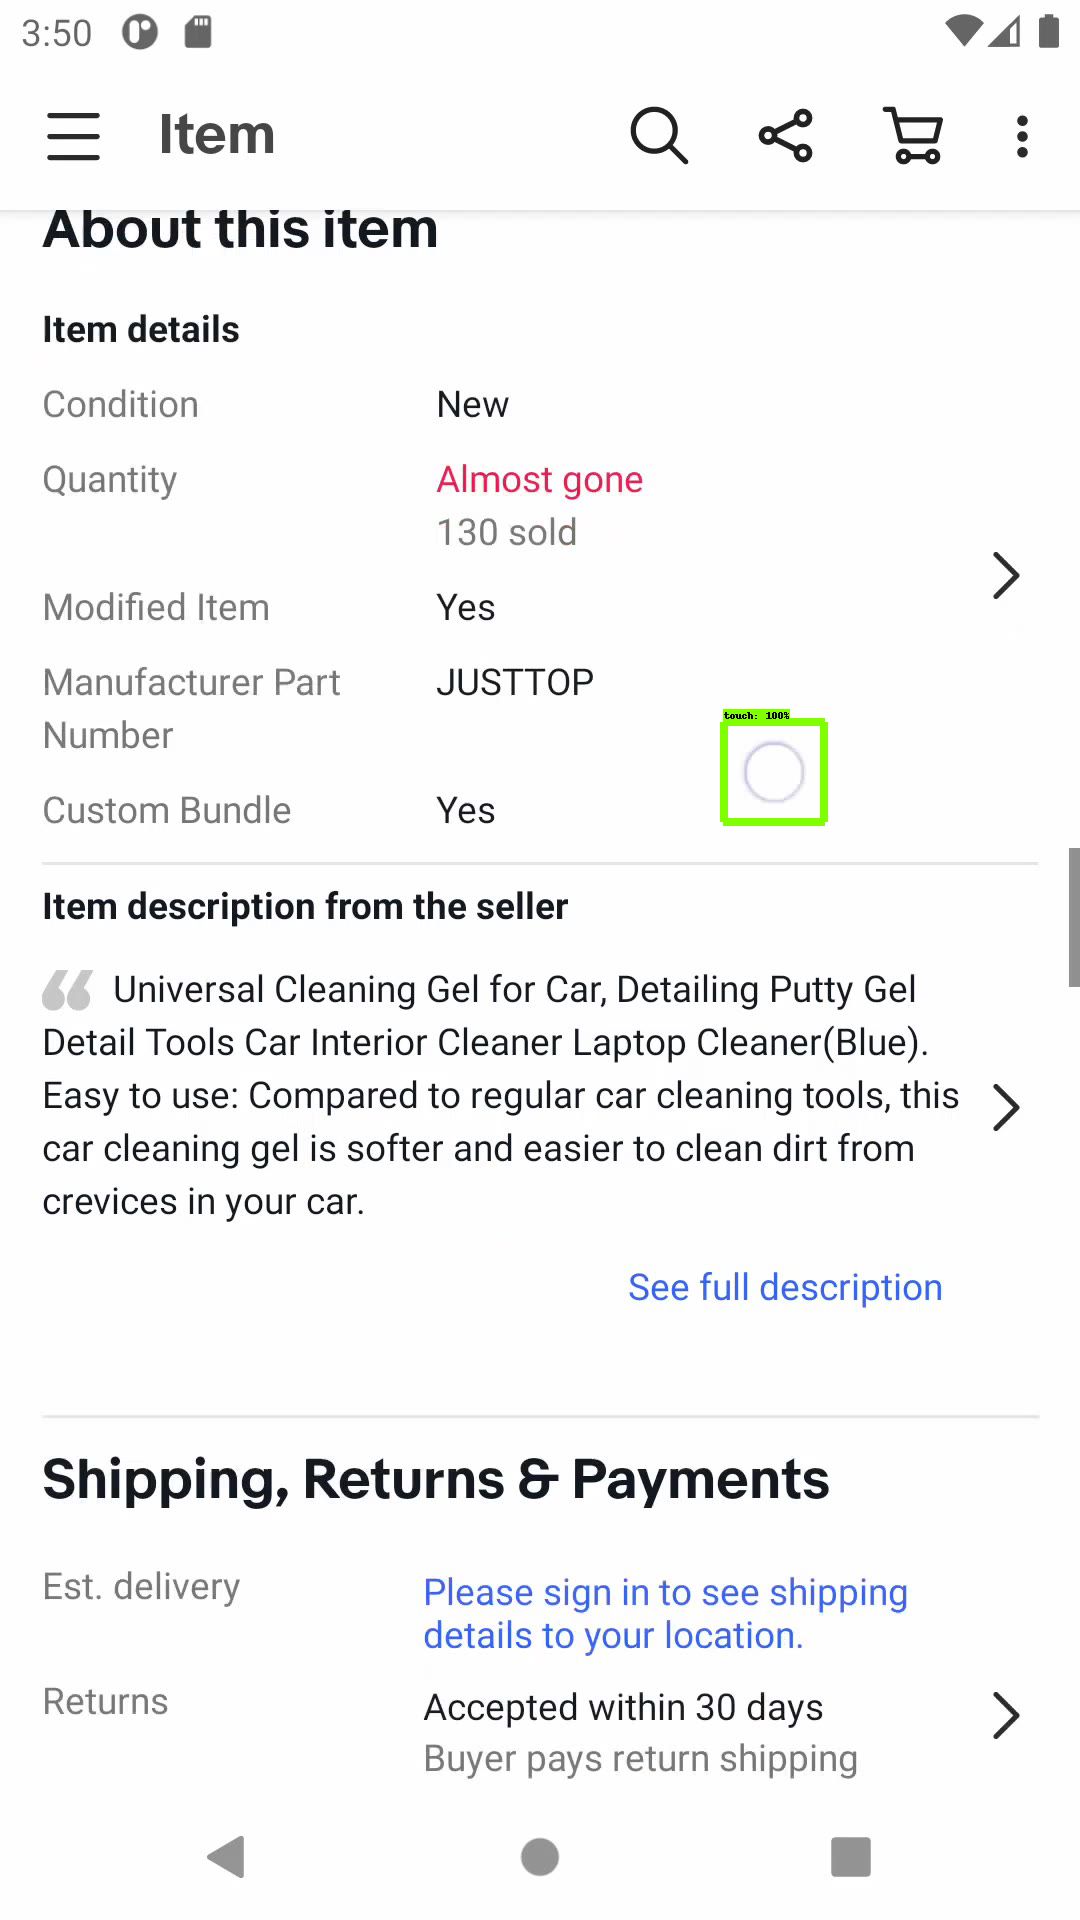 3:50
Item
About this item
Item details
Condition New
Quantity Almost gone
130 sold
Modified Item Yes
Manufacturer Part Number JUSTTOP
touch: 100%
Custom Bundle Yes
Item description from the seller
Universal Cleaning Gel for Car, Detailing Putty Gel
Detail Tools Car Interior Cleaner Laptop Cleaner(Blue).
Easy to use: Compared to regular car cleaning tools, this
car cleaning gel is softer and easier to clean dirt from
crevices in your car.
See full description
Shipping, Returns & Payments
Est. delivery Please sign in to see shipping
details to your location.
Returns Accepted within 30 days
Buyer pays return shipping